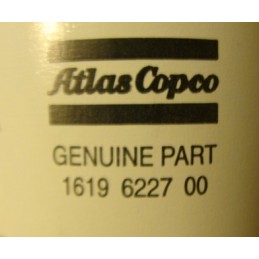 Atlas Copco
GENUINE PART
1619 6227 00